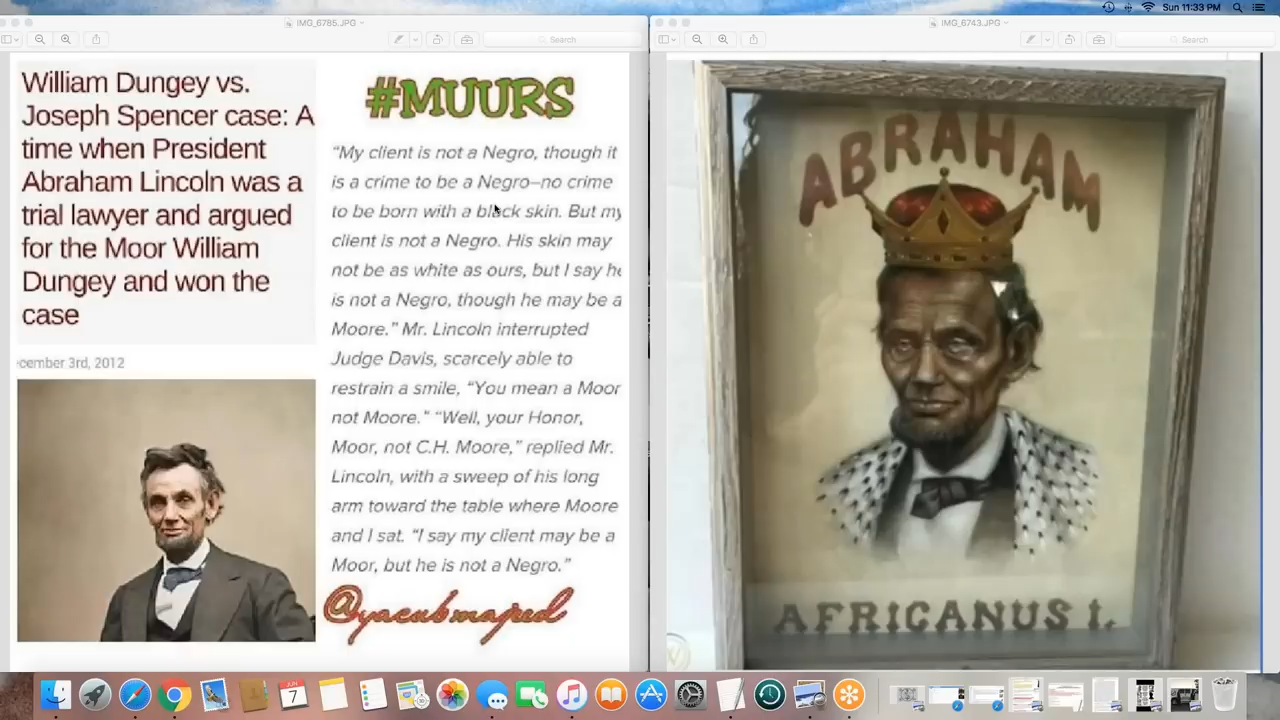 Sun 11:33 PM
IMG_6785.JPG
IMG_6743.JPG
Search
Search
William Dungey vs.
Joseph Spencer case: A
time when President
Abraham Lincoln was a
trial lawyer and argued
for the Moor William
Dungey and won the
case
cember 3rd, 2012
#MUURS
“My client is not a Negro, though it
is a crime to be a Negro–no crime
to be born with a black skin. But my
client is not a Negro. His skin may
not be as white as ours, but I say he
is not a Negro, though he may be a
Moore.” Mr. Lincoln interrupted
Judge Davis, scarcely able to
restrain a smile, “You mean a Moor
not Moore.” “Well, your Honor,
Moor, not C.H. Moore,” replied Mr.
Lincoln, with a sweep of his long
arm toward the table where Moore
and I sat. “I say my client may be a
Moor, but he is not a Negro.”
@yacubmajied
ABRAHAM
AFRICANUS I.
JUN
7